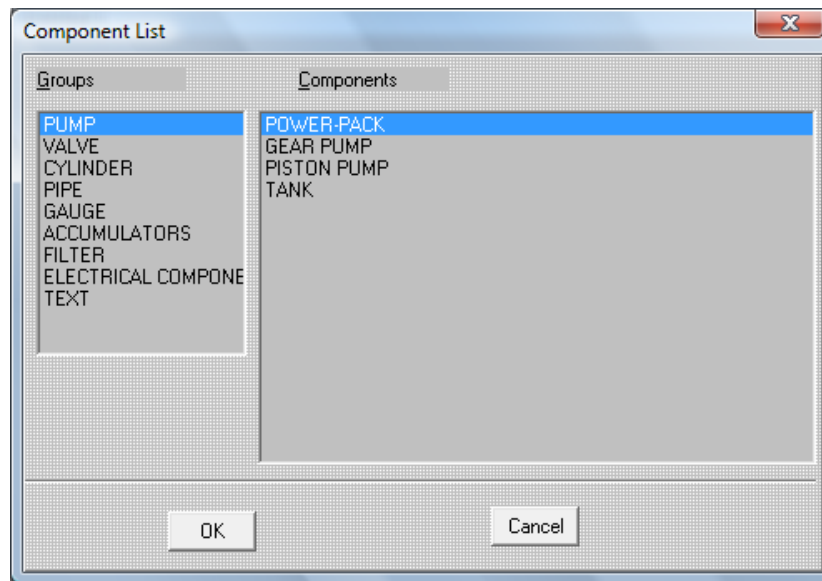 Component List
Groups
Components
PUMP
VALVE
CYLINDER
PIPE
GAUGE
ACCUMULATORS
FILTER
ELECTRICAL COMPONE
TEXT
POWER-PACK
GEAR PUMP
PISTON PUMP
TANK
OK
Cancel